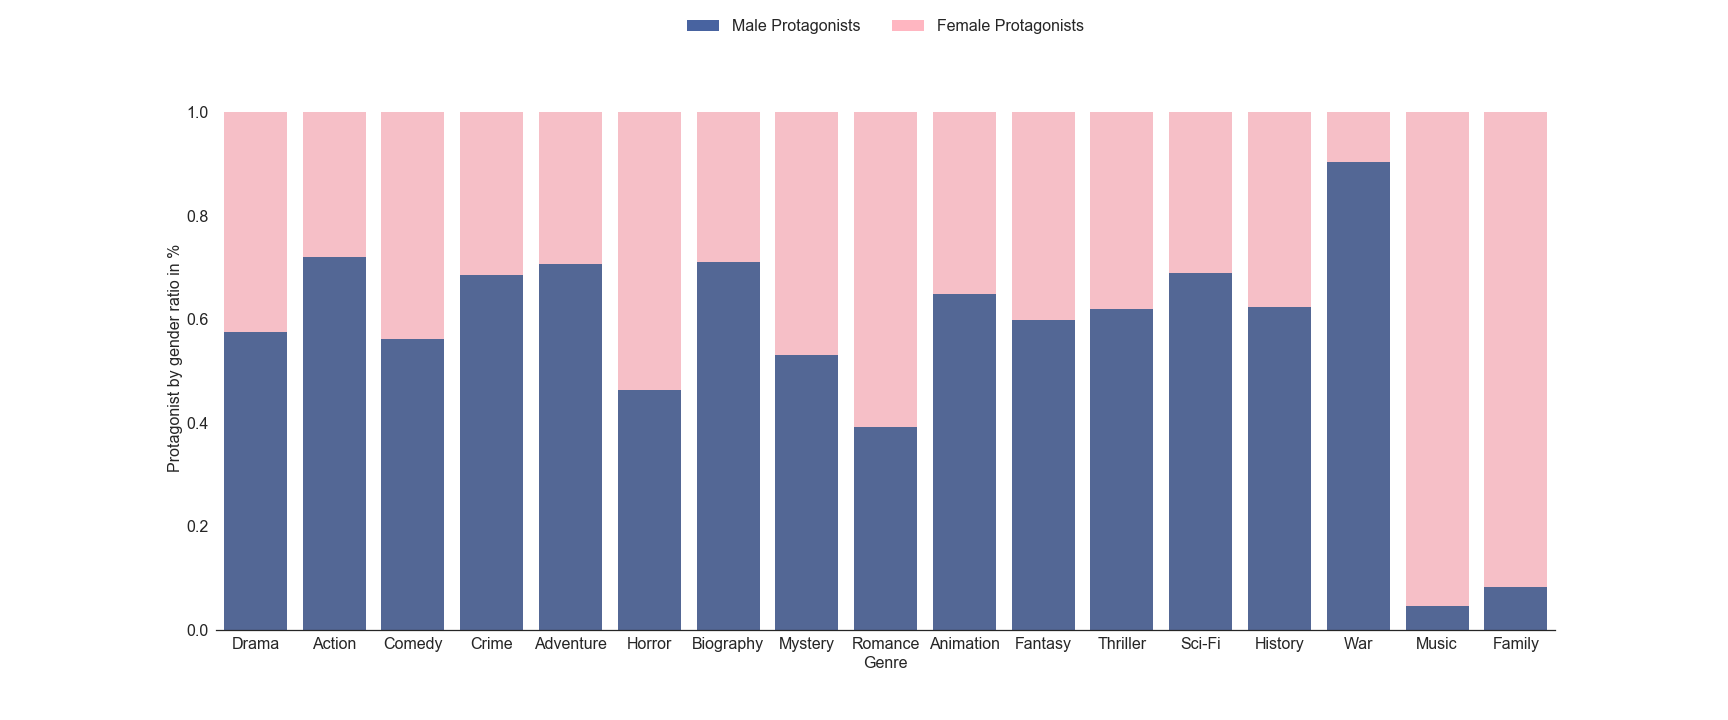 Male Protagonists Female Protagonists
Protagonist by gender ratio in %
1.0
0.8
0.6
0.4
0.2
0.0
Drama Action Comedy Crime Adventure Horror Biography Mystery Romance Animation Fantasy Thriller Sci-Fi History War Music Family
Genre